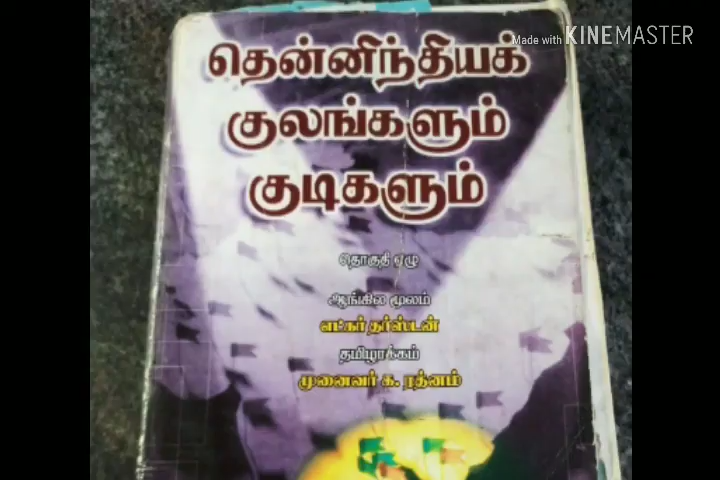 Made with KINEMASTER
தென்னிந்தியக்
குலங்களும்
குடிகளும்
தொகுதி ஏழு
ஆங்கில மூலம்
எட்கர் தர்ஸ்டன்
தமிழாக்கம்
முனைவர் க. ரத்னம்